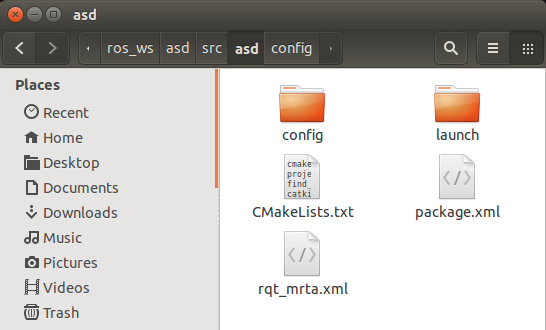 asd
ros_ws asd src asd config
Places
Recent
Home
Desktop
Documents
Downloads
Music
Pictures
Videos
Trash
config launch
cmake
proje
find_
catki
CMakeLists.txt package.xml
rqt_mrta.xml